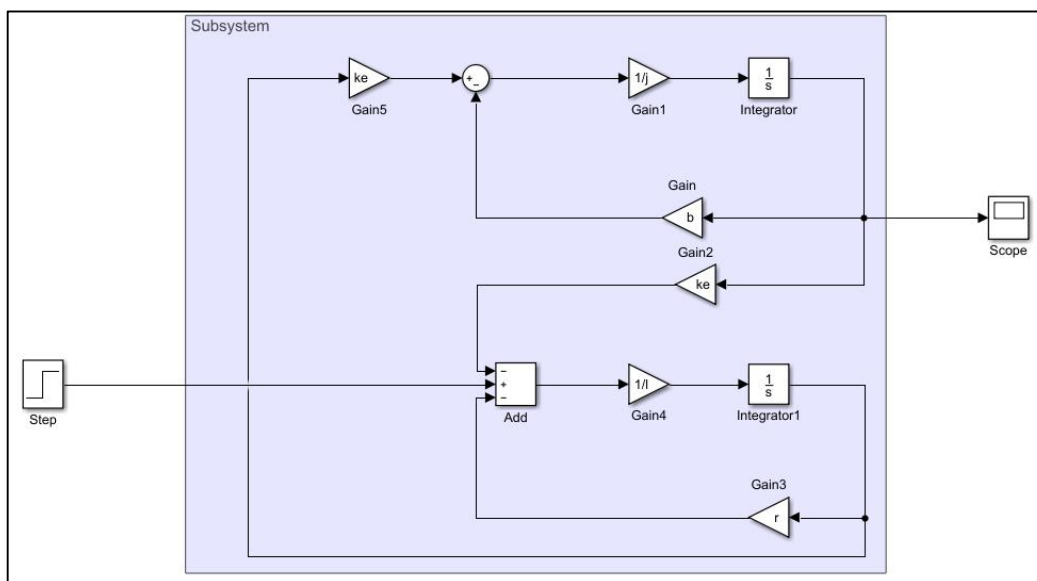 Subsystem
ke
+
−
1/j
1
s
Gain5
Gain1
Integrator
Gain
b
Gain2
ke
Scope
−
+
−
1/l
1
s
Step
Add
Gain4
Integrator1
Gain3
r